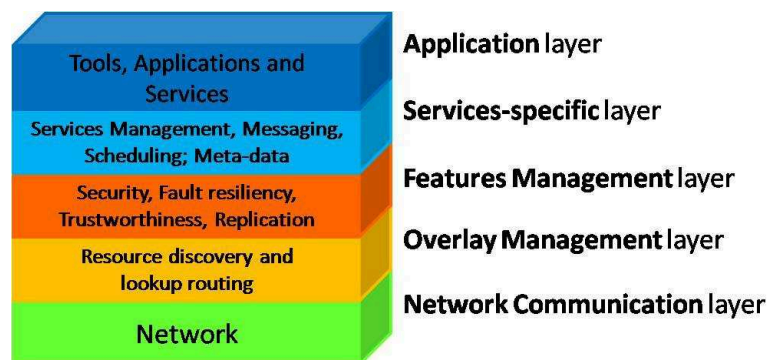 Tools, Applications and
Services
Application layer
Services Management, Messaging,
Scheduling; Meta-data
Services-specific layer
Security, Fault resiliency,
Trustworthiness, Replication
Features Management layer
Resource discovery and
lookup routing
Overlay Management layer
Network
Network Communication layer